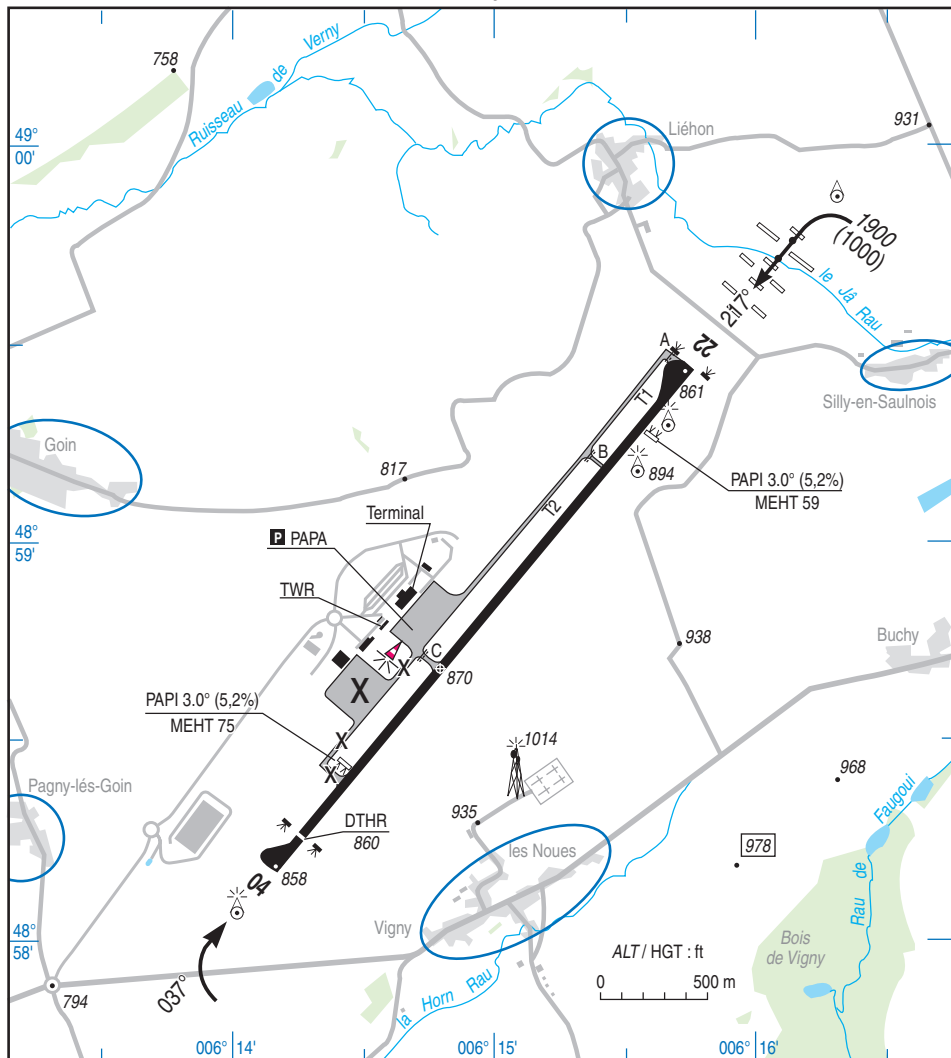 758
Ruisseau de Verny
49°
00'
Liéhon
931
1900
(1000)
217°
le Jâ Rau
22
A
861
T1
Silly-en-Saulnois
Goin
B
894
817
PAPI 3.0° (5,2%)
MEHT 59
T2
Terminal
48°
59'
P PAPA
TWR
938
Buchy
C
X
870
X
PAPI 3.0° (5,2%)
MEHT 75
X
1014
X
968
Pagny-lés-Goin
Faugoui
935
DTHR
860
les Noues
978
858
04
Rau de
Vigny
48°
58'
Bois
de Vigny
ALT / HGT : ft
037°
0 500 m
794
la Horn Rau
006° 14' 006° 15' 006° 16'